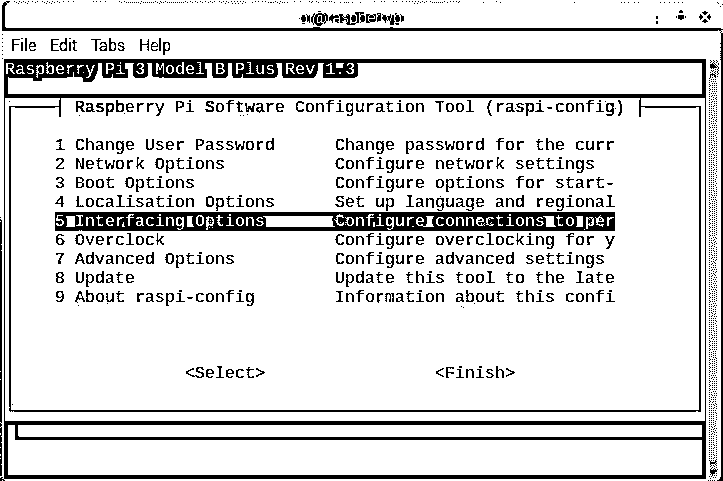 pi@raspberrypi
File Edit Tabs Help
Raspberry Pi 3 Model B Plus Rev 1.3
Raspberry Pi Software Configuration Tool (raspi-config)
1 Change User Password Change password for the curr
2 Network Options Configure network settings
3 Boot Options Configure options for start-
4 Localisation Options Set up language and regional
5 Interfacing Options Configure connections to per
6 Overclock Configure overclocking for y
7 Advanced Options Configure advanced settings
8 Update Update this tool to the late
9 About raspi-config Information about this confi
<Select> <Finish>